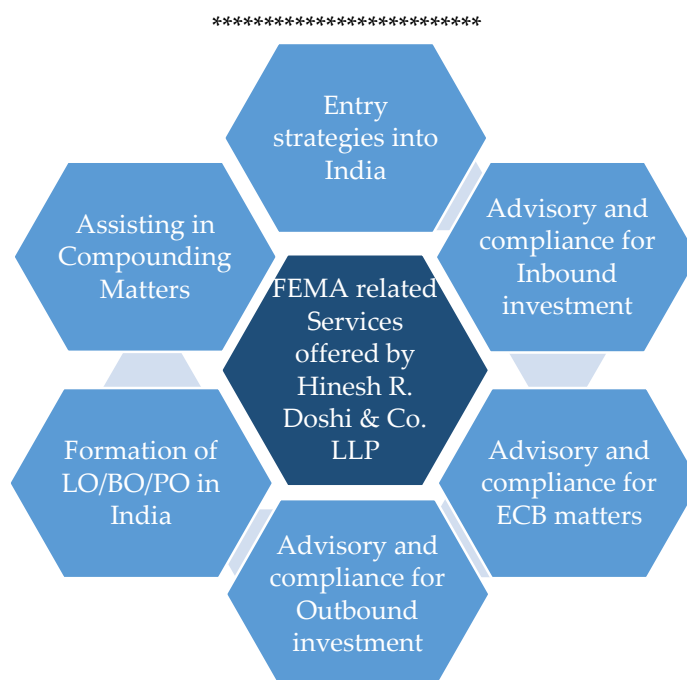 **************************
Entry
strategies into
India
Advisory and
compliance for
Inbound
investment
Advisory and
compliance for
ECB matters
Advisory and
compliance for
Outbound
investment
Formation of
LO/BO/PO in
India
Assisting in
Compounding
Matters
FEMA related
Services
offered by
Hinesh R.
Doshi & Co.
LLP